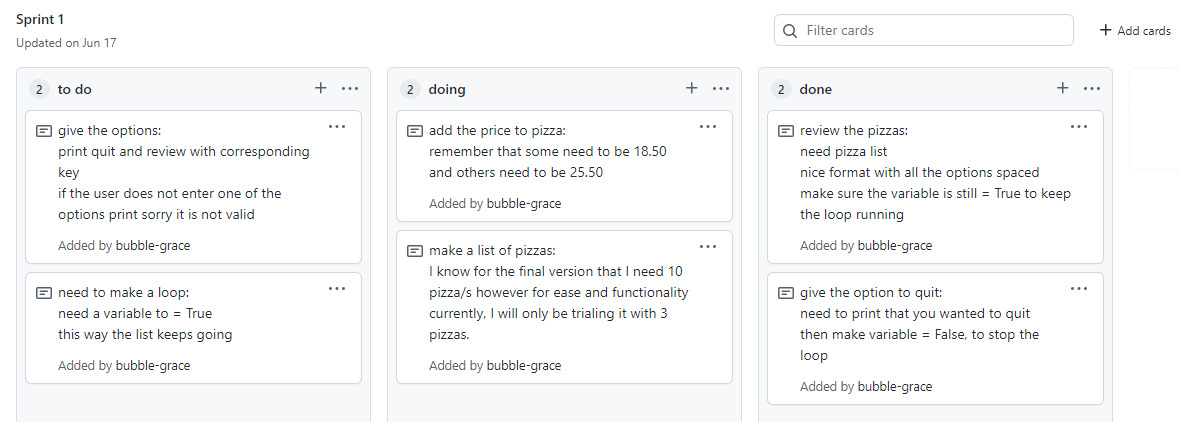 Sprint 1
Updated on Jun 17
Filter cards
Add cards
2 to do
give the options:
print quit and review with corresponding
key
if the user does not enter one of the
options print sorry it is not valid
Added by bubble-grace
need to make a loop:
need a variable to = True
this way the list keeps going
Added by bubble-grace
2 doing
add the price to pizza:
remember that some need to be 18.50
and others need to be 25.50
Added by bubble-grace
make a list of pizzas:
I know for the final version that I need 10
pizza/s however for ease and functionality
currently, I will only be trialing it with 3
pizzas.
Added by bubble-grace
2 done
review the pizzas:
need pizza list
nice format with all the options spaced
make sure the variable is still = True to keep
the loop running
Added by bubble-grace
give the option to quit:
need to print that you wanted to quit
then make variable = False, to stop the
loop
Added by bubble-grace